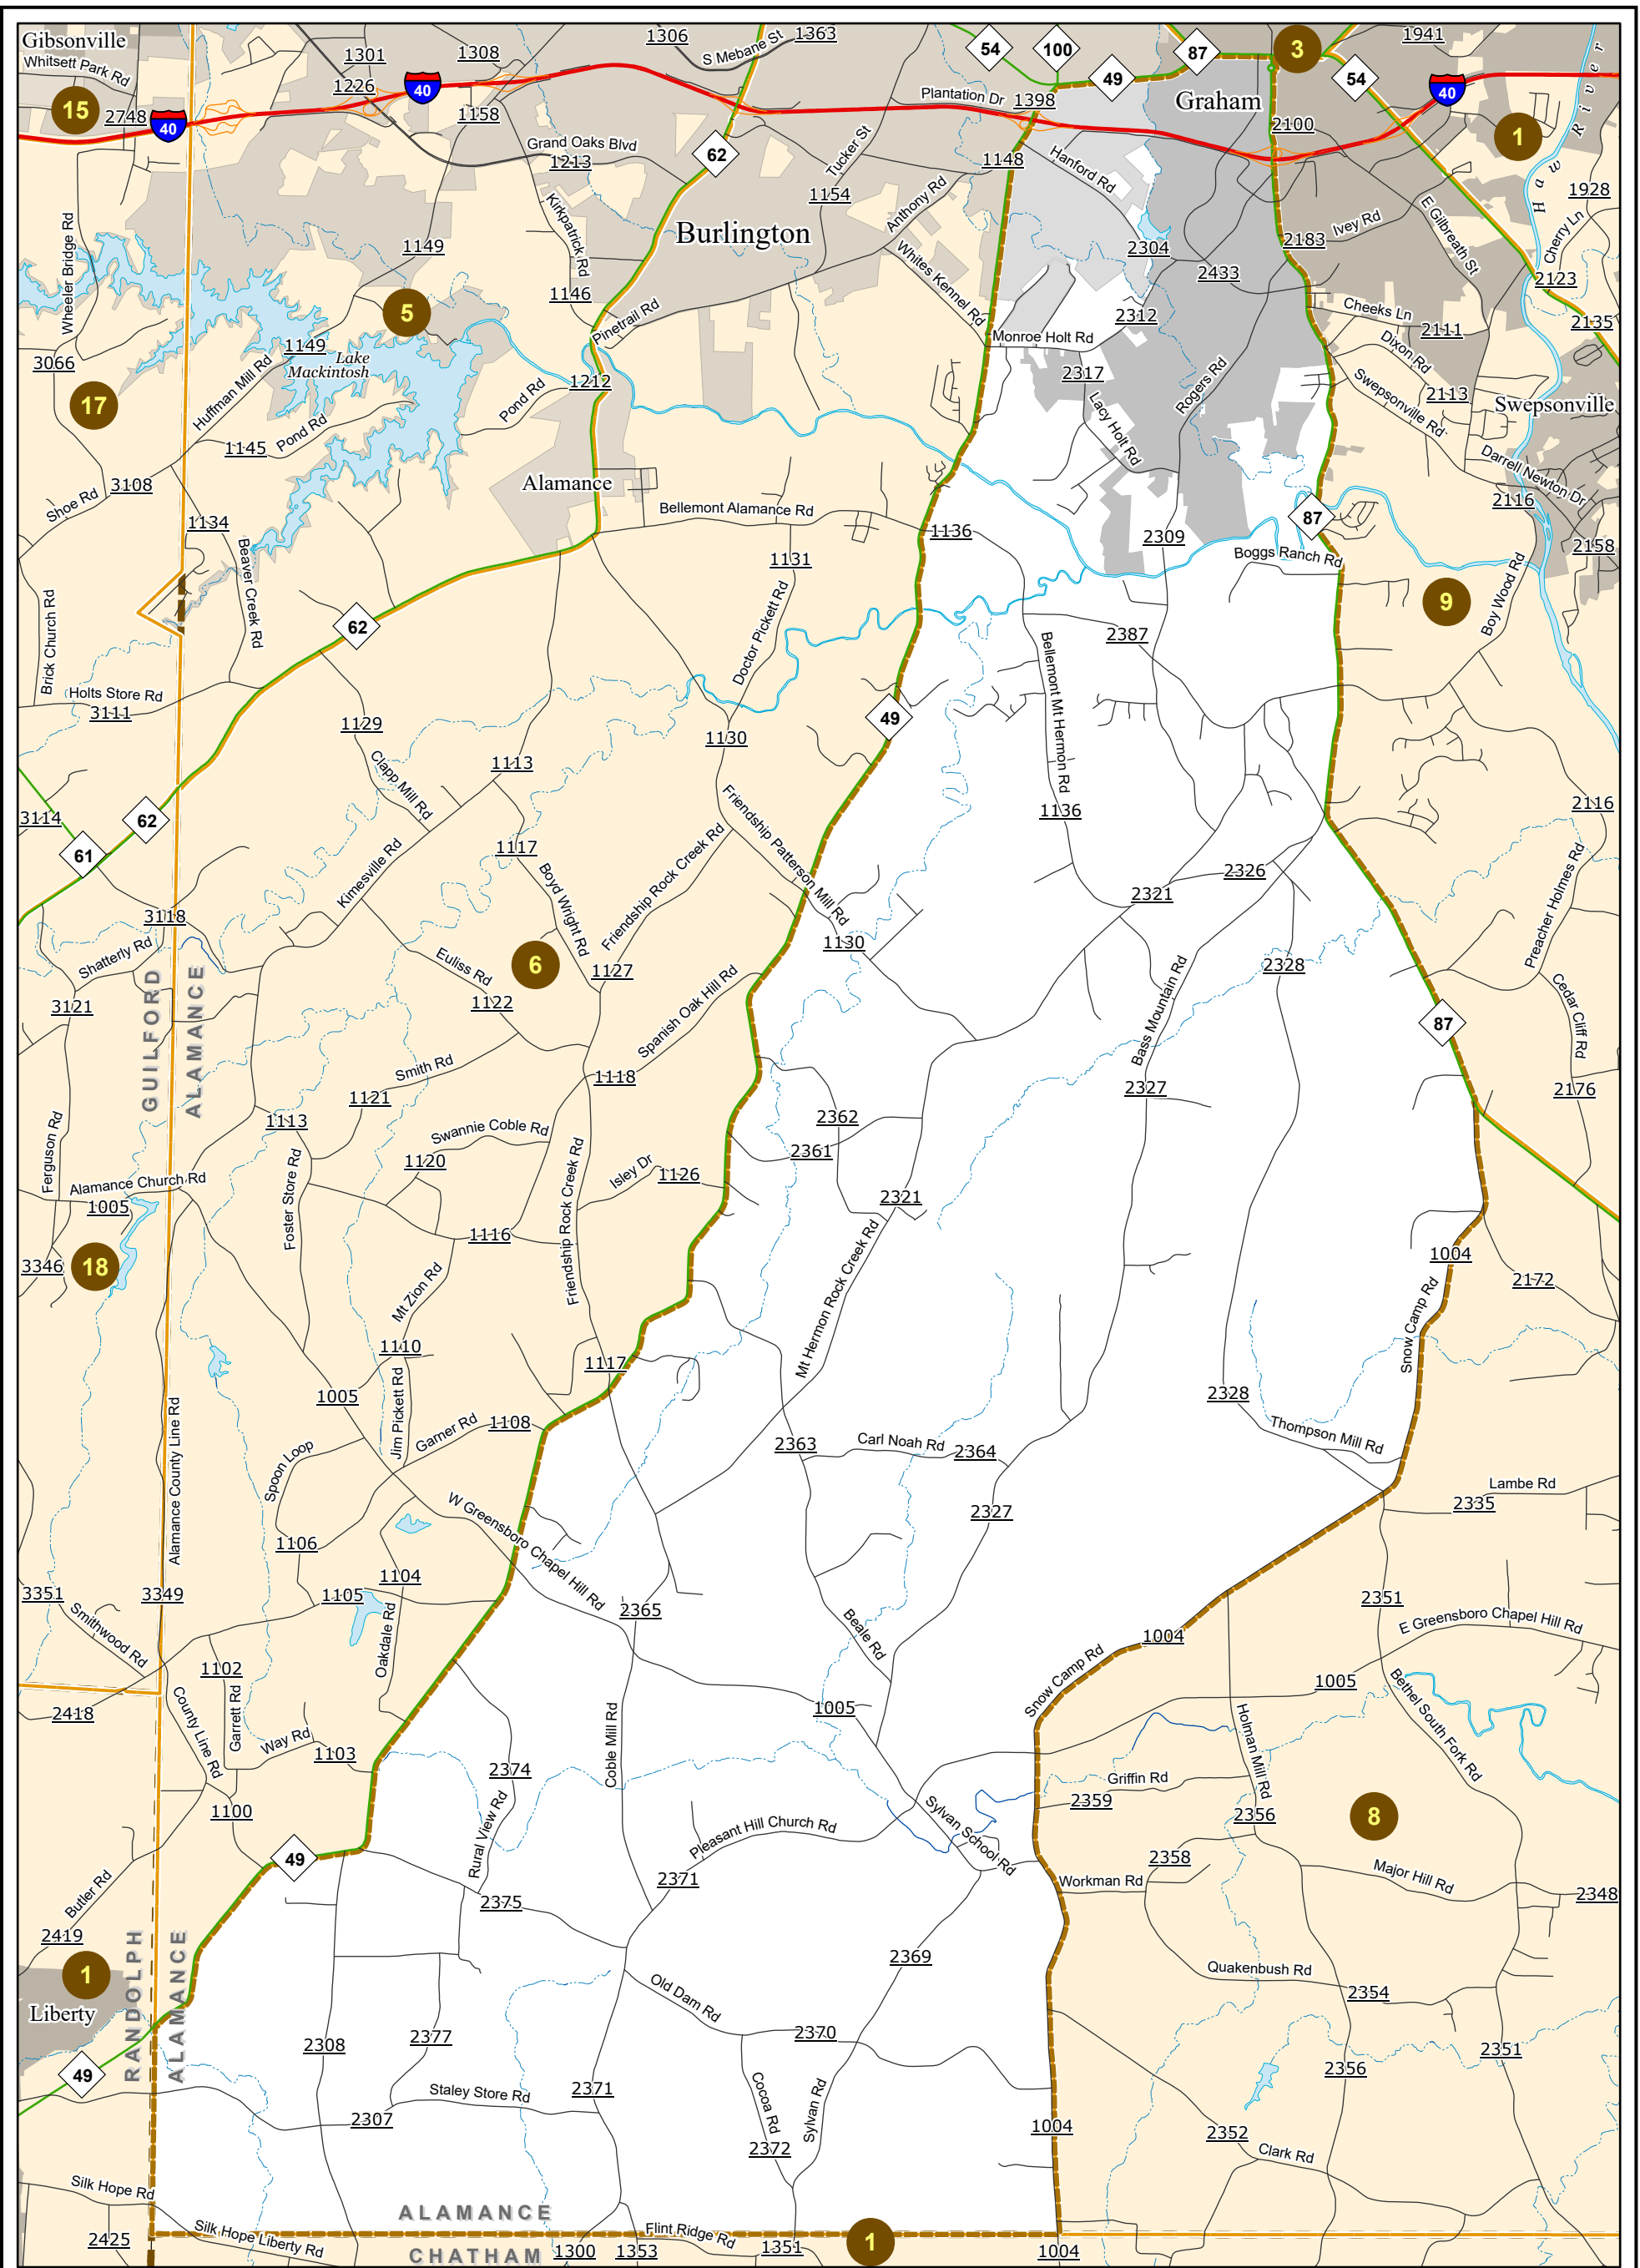 Gibsonville
Whitsett Park Rd
15
2748
40
1301
1226
40
1308
1158
1306
S Mebane St
1363
54
100
49
87
3
54
1941
40
1
Haw River
Plantation Dr
1398
Graham
2100
Grand Oaks Blvd
1213
62
Tucker St
1154
1148
Hanford Rd
Anthony Rd
1928
Cherry Ln
E Gilbreath St
Ivey Rd
2183
2304
2433
2123
2135
Wheeler Bridge Rd
1149
Kirkpatrick Rd
1146
Burlington
Whites Kennel Rd
5
Pinetrail Rd
Monroe Holt Rd
2312
Cheeks Ln
2111
Dixon Rd
3066
1149
Lake
Mackintosh
Huffman Mill Rd
17
1145
Pond Rd
Pond Rd
1212
2317
Lacy Holt Rd
Rogers Rd
Swepsonville Rd
2113
Swepsonville
Darrell Newton Dr
2116
Shoe Rd
3108
1134
Beaver Creek Rd
Alamance
Bellemont Alamance Rd
1131
1136
2309
87
Boggs Ranch Rd
2158
9
Boy Wood Rd
Brick Church Rd
62
Doctor Pickett Rd
Bellemont Mt Hermon Rd
2387
Holts Store Rd
3111
1129
Clapp Mill Rd
1113
1130
49
1136
2116
3114
61
62
Kimesville Rd
1117
Boyd Wright Rd
Friendship Rock Creek Rd
Friendship Patterson Mill Rd
1130
2321
2326
Preacher Holmes Rd
3118
Shatterly Rd
GUILFORD
ALAMANCE
3121
Euliss Rd
1122
6
1127
Spanish Oak Hill Rd
1118
Bass Mountain Rd
2328
87
Cedar Cliff Rd
2176
2327
Smith Rd
1121
1113
Swannie Coble Rd
1120
2362
2361
Ferguson Rd
Alamance Church Rd
1005
Foster Store Rd
1116
Friendship Rock Creek Rd
Isley Dr
1126
2321
3346
18
Mt Zion Rd
1110
Mt Hermon Rock Creek Rd
1004
Snow Camp Rd
2172
1117
1005
Jim Pickett Rd
Garner Rd
1108
2363
Carl Noah Rd
2364
2328
Thompson Mill Rd
Alamance County Line Rd
Spoon Loop
W Greensboro Chapel Hill Rd
2327
Lambe Rd
2335
1106
3351
Smithwood Rd
3349
1105
1104
Oakdale Rd
2365
Beale Rd
1004
Snow Camp Rd
2351
E Greensboro Chapel Hill Rd
1005
Bethel South Fork Rd
2418
1102
Garrett Rd
County Line Rd
Way Rd
1103
1100
Coble Mill Rd
1005
2374
Rural View Rd
Griffin Rd
2359
Holman Mill Rd
2356
8
49
Pleasant Hill Church Rd
2371
Sylvan School Rd
2358
Workman Rd
Major Hill Rd
2348
Butler Rd
2419
1
Liberty
RANDOLPH
ALAMANCE
49
2375
2369
Quakenbush Rd
2354
Old Dam Rd
2370
2308
2377
2371
Staley Store Rd
2307
Cocoa Rd
2372
Sylvan Rd
1004
2356
2351
2352
Clark Rd
Silk Hope Rd
2425
Silk Hope Liberty Rd
ALAMANCE
CHATHAM
1300
1353
Flint Ridge Rd
1351
1
1004